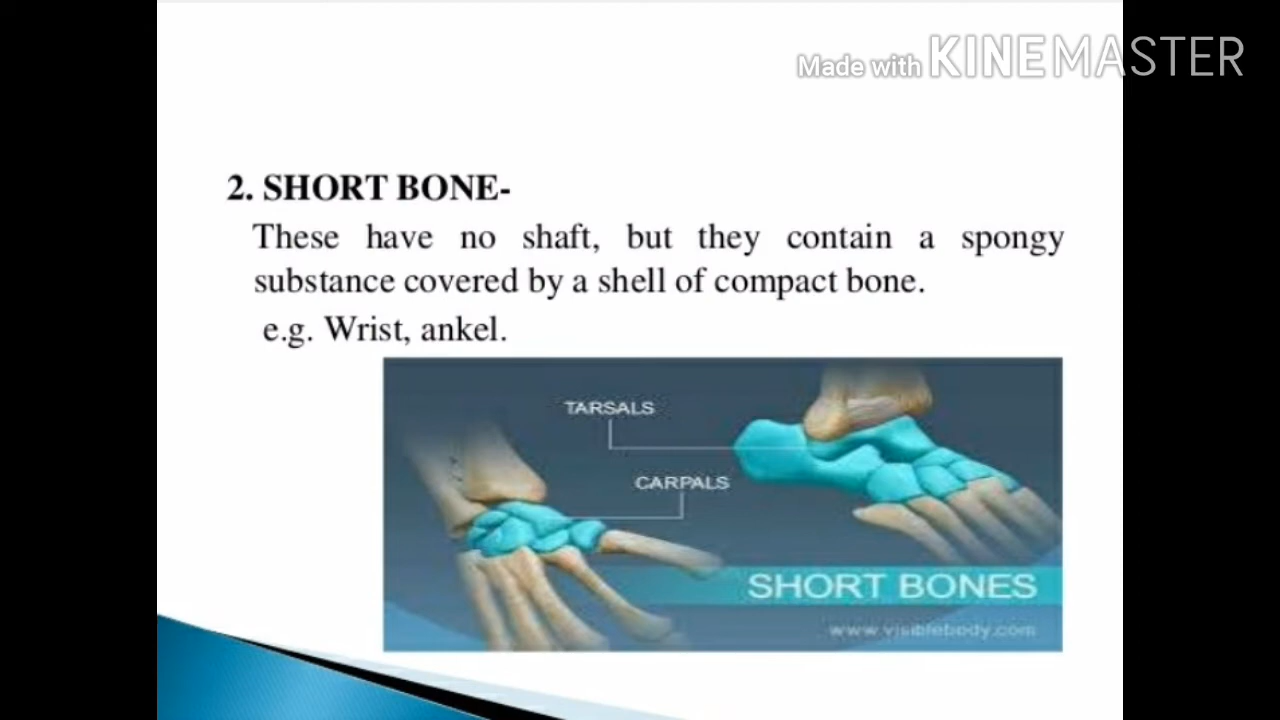 Made with KINEMASTER
2. SHORT BONE-
These have no shaft, but they contain a spongy
substance covered by a shell of compact bone.
e.g. Wrist, ankel.
TARSALS
CARPALS
SHORT BONES
www.visiblebody.com